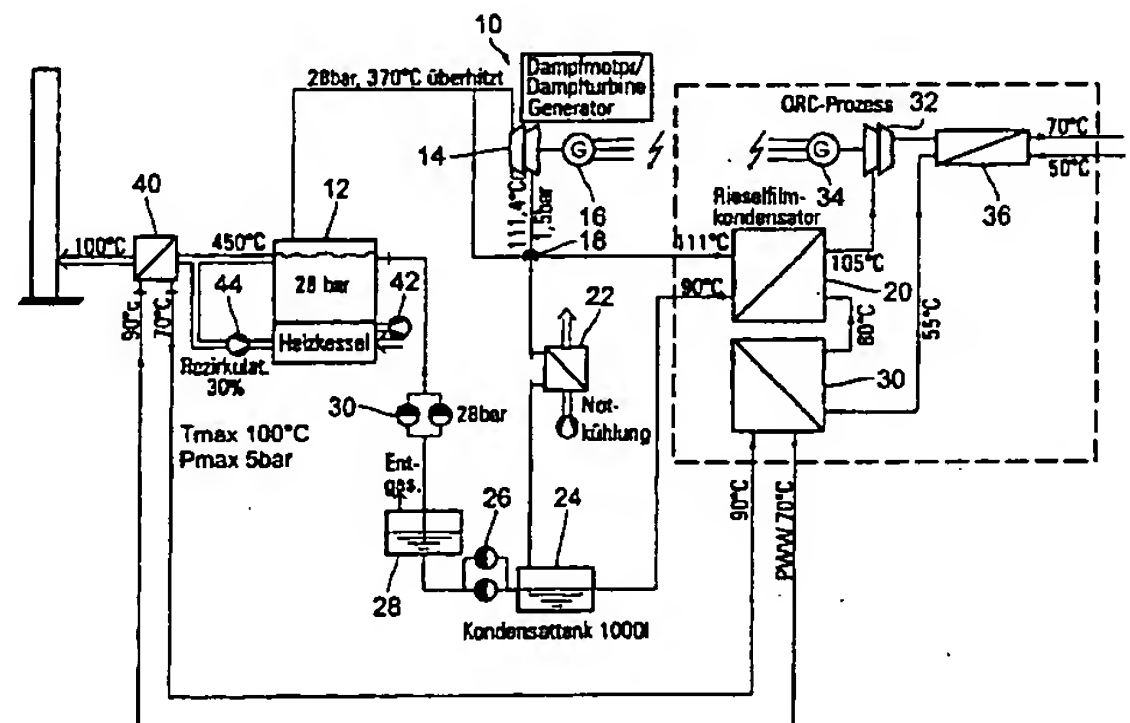 10
28bar, 370°C überhitzt
Dampfmotor/
Dampfturbine
Generator
14
G
16
111,4°C
1,5bar
18
ORC-Prozess
32
G
34
70°C
50°C
36
Rieselfilm-
kondensator
111°C
105°C
90°C
20
80°C
55°C
30
40
12
100°C
450°C
28 bar
42
44
Heizkessel
90°C
70°C
Rezirkulat.
30%
22
Not-
kühlung
30
28bar
Tmax 100°C
Pmax 5bar
Ent-
gas.
26
24
28
Kondensattank 1000l
90°C
PWW 70°C